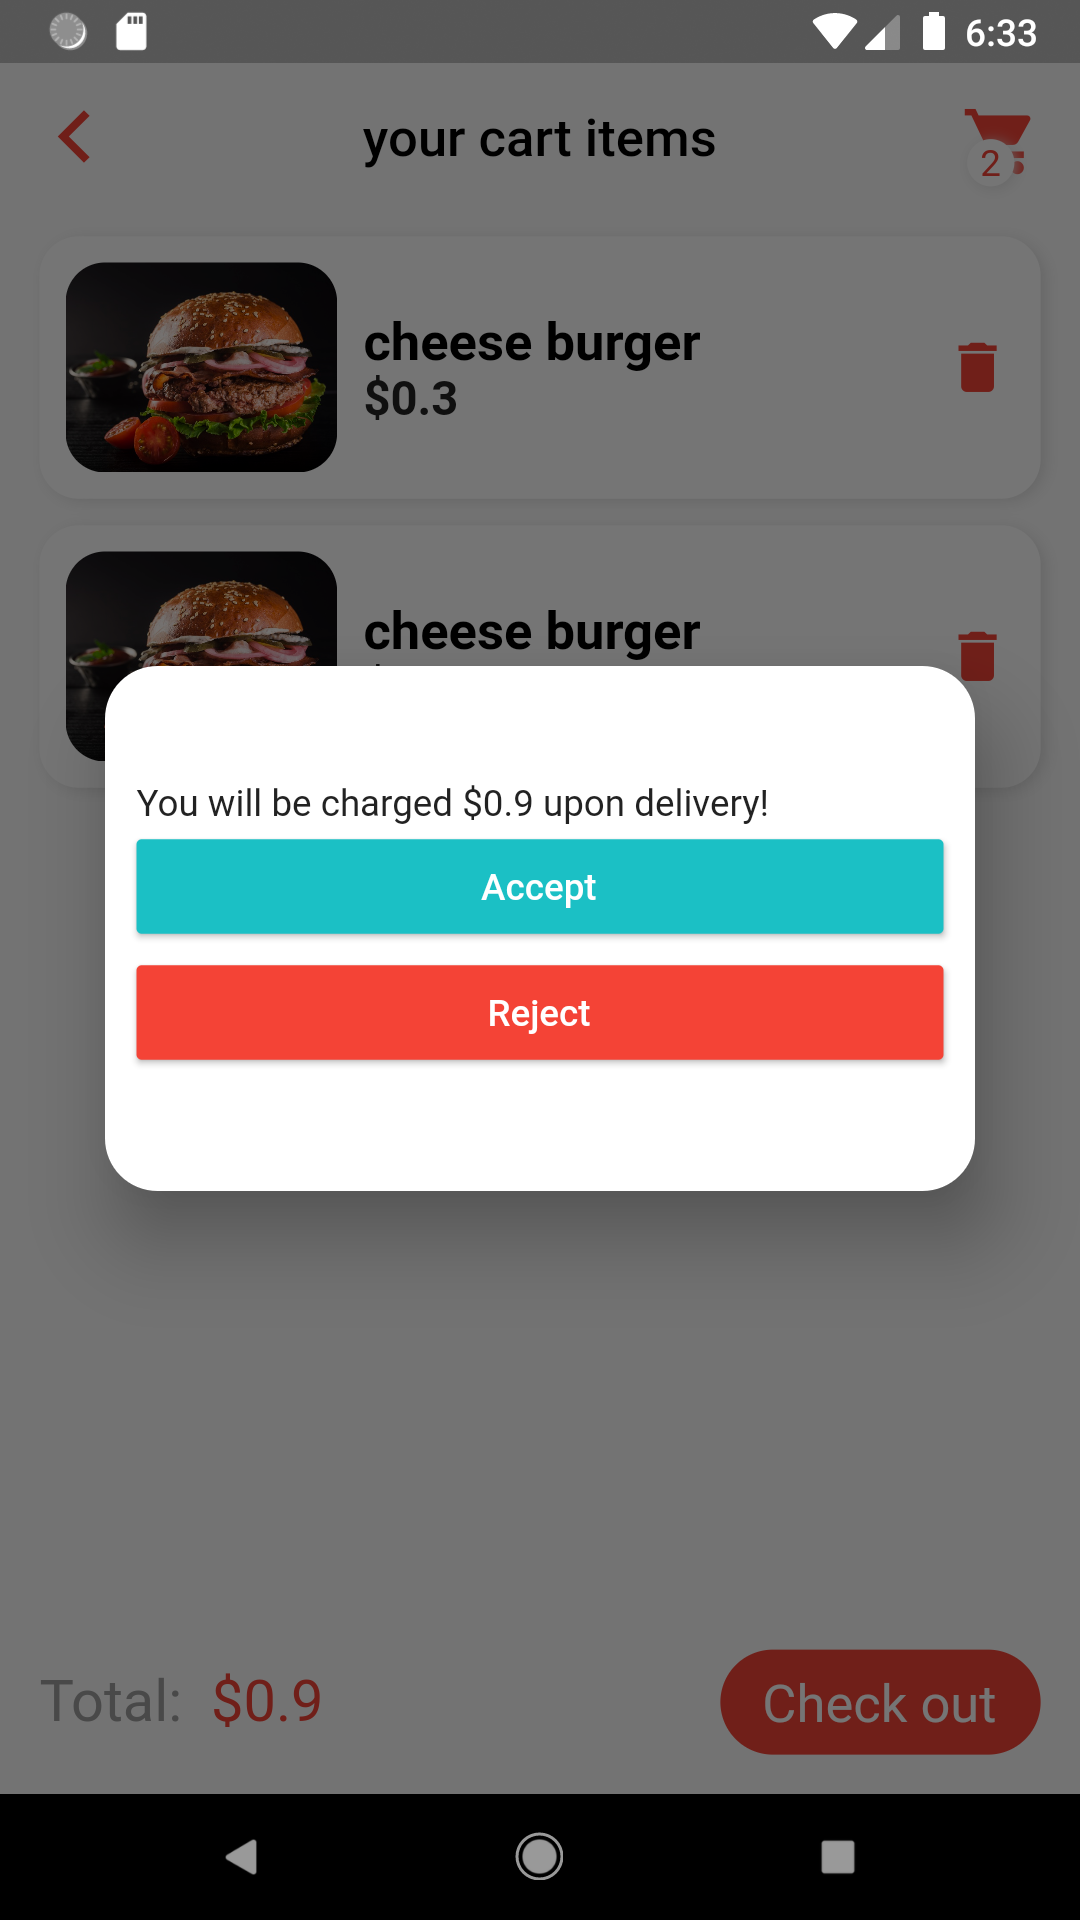 6:33
your cart items
2
cheese burger
$0.3
cheese burger
You will be charged $0.9 upon delivery!
Accept
Reject
Total: $0.9
Check out